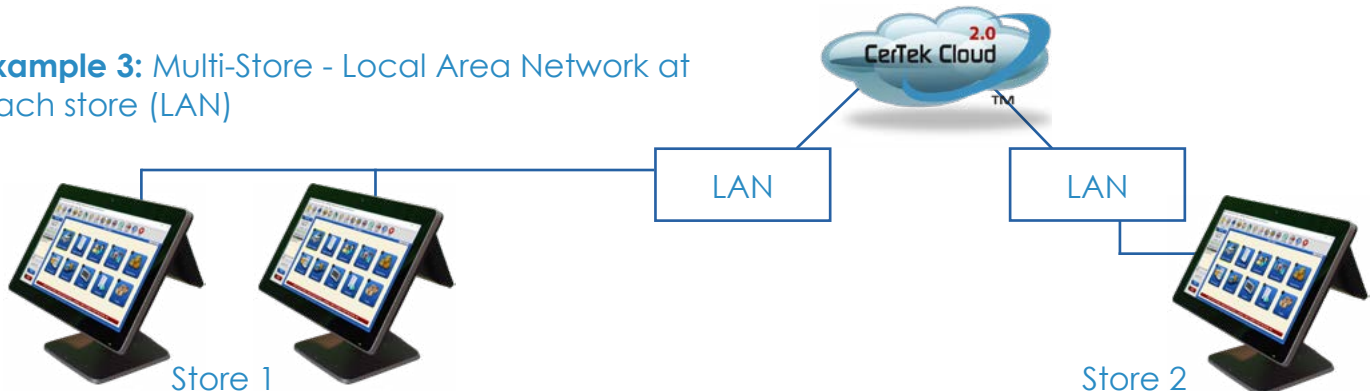 xample 3: Multi-Store - Local Area Network at
ach store (LAN)
2.0
CerTek Cloud
TM
LAN
LAN
Store 1
Store 2